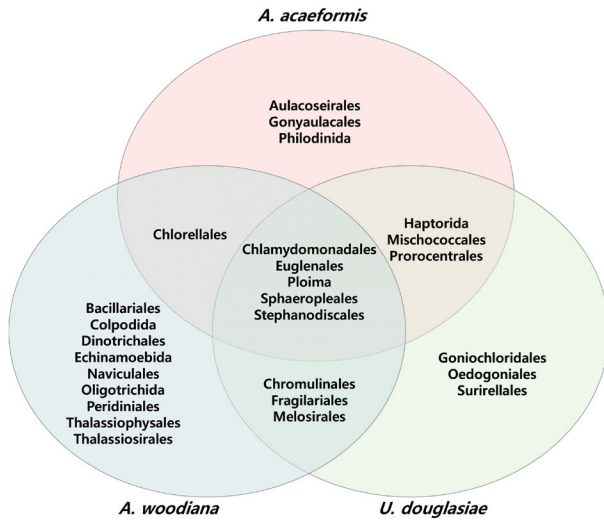 A. acaeformis
Aulacoseirales
Gonyaulacales
Philodinida
Chlorellales
Haptorida
Mischococcales
Prorocentrales
Chlamydomonadales
Euglenales
Ploima
Sphaeropleales
Stephanodiscales
Bacillariales
Colpodida
Dinotrichales
Echinamoebida
Naviculales
Oligotrichida
Peridiniales
Thalassiophysales
Thalassiosirales
Chromulinales
Fragilariales
Melosirales
Goniochloridales
Oedogoniales
Surirellales
A. woodiana
U. douglasiae